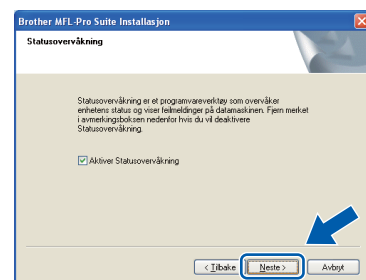 Brother MFL-Pro Suite Installasjon
Statusovervåkning
Statusovervåkning er et programvareverktøy som overvåker
enhetens status og viser feilmeldinger på datamaskinen. Fjern merket
i avmerkingsboksen nedenfor hvis du vil deaktivere
Statusovervåkning.
Aktiver Statusovervåkning
< Tilbake Neste > Avbryt